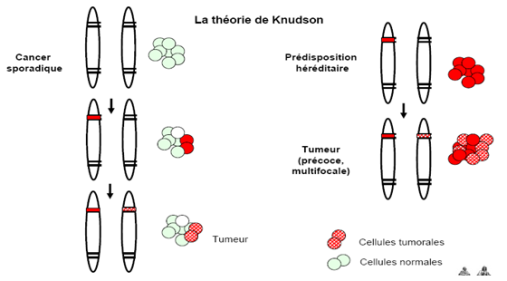 La théorie de Knudson
Cancer
sporadique
Prédisposition
héréditaire
Tumeur
(précoce,
multifocale)
Tumeur
Cellules tumorales
Cellules normales